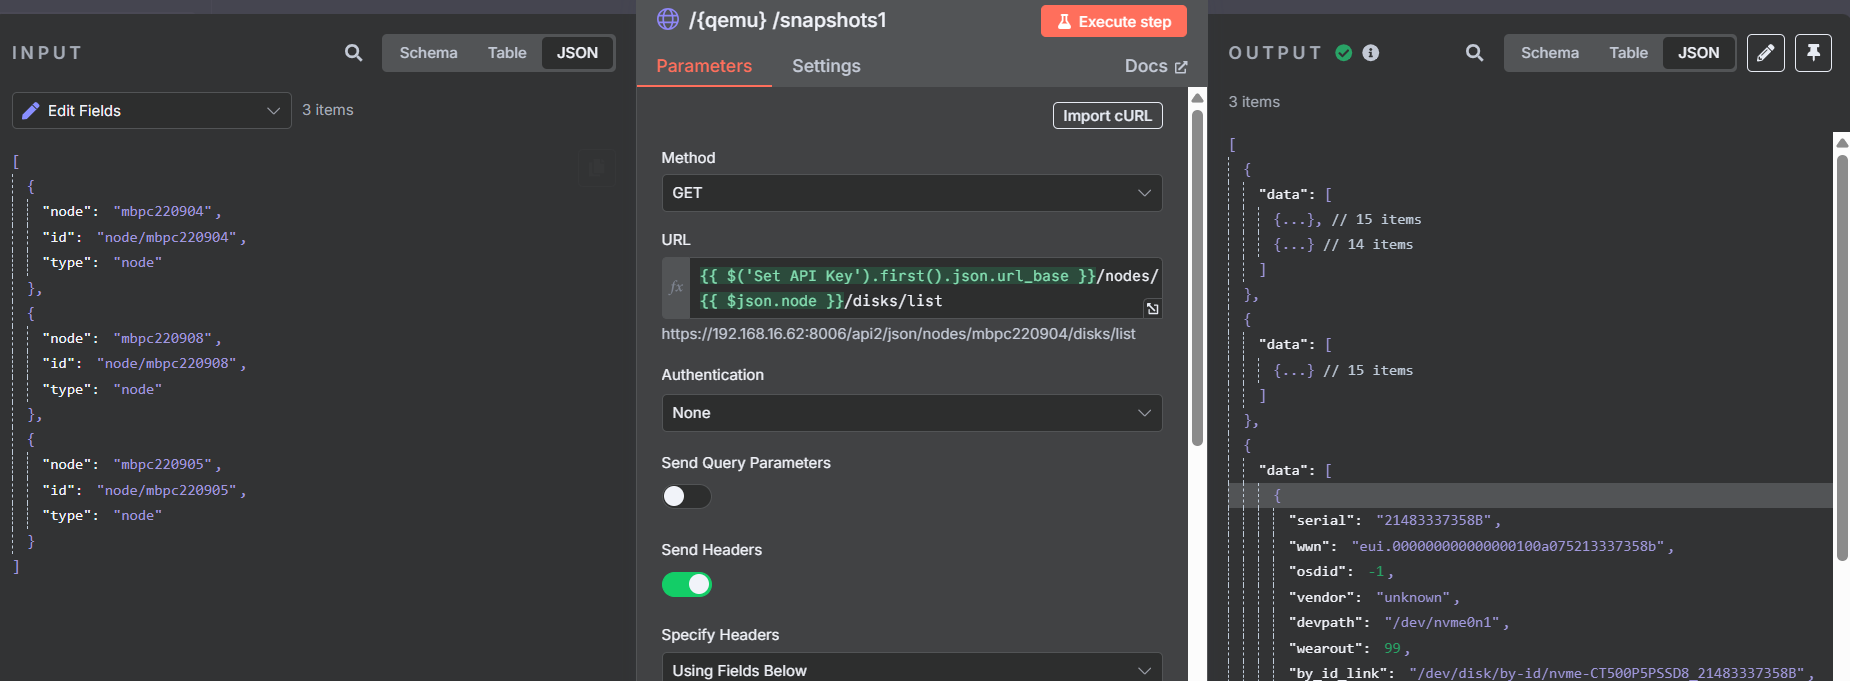 INPUT
Schema
Table
JSON
Edit Fields
3 items
[
{
"node": "mbpc220904",
"id": "node/mbpc220904",
"type": "node"
},
{
"node": "mbpc220908",
"id": "node/mbpc220908",
"type": "node"
},
{
"node": "mbpc220905",
"id": "node/mbpc220905",
"type": "node"
}
]
/{qemu} /snapshots1
Execute step
Parameters
Settings
Docs
Import cURL
Method
GET
URL
fx
{{ $('Set API Key').first().json.url_base }}/nodes/
{{ $json.node }}/disks/list
https://192.168.16.62:8006/api2/json/nodes/mbpc220904/disks/list
Authentication
None
Send Query Parameters
Send Headers
Specify Headers
Using Fields Below
OUTPUT
Schema
Table
JSON
3 items
[
{
"data": [
{...}, // 15 items
{...} // 14 items
]
},
{
"data": [
{...} // 15 items
]
},
{
"data": [
{
"serial": "21483337358B",
"wwn": "eui.000000000000000100a075213337358b",
"osdid": -1,
"vendor": "unknown",
"devpath": "/dev/nvme0n1",
"wearout": 99,
"by_id_link": "/dev/disk/by-id/nvme-CT500P5PSSD8_21483337358B",